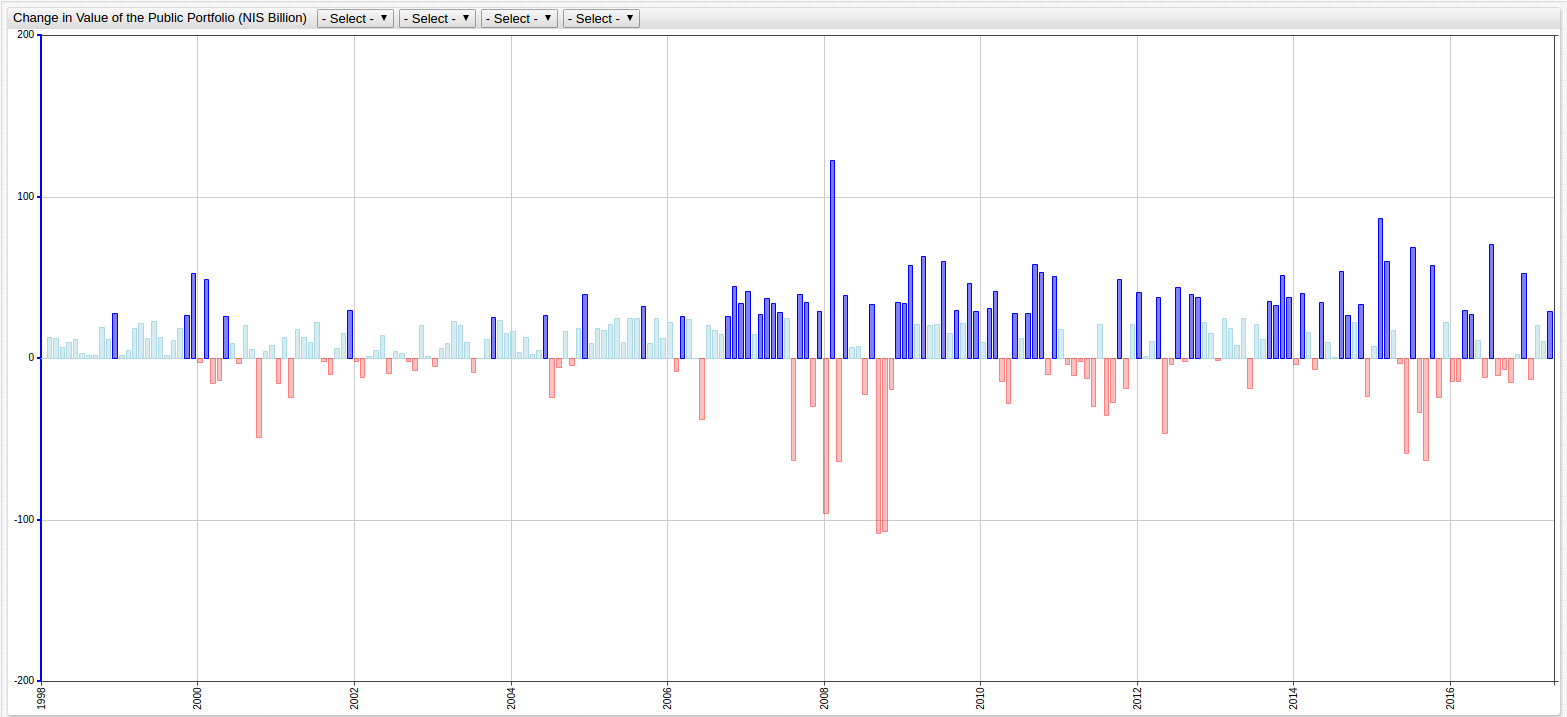 Change in Value of the Public Portfolio (NIS Billion) - Select - ▼ - Select - ▼ - Select - ▼ - Select - ▼
200
100
0
-100
-200
1998 2000 2002 2004 2006 2008 2010 2012 2014 2016